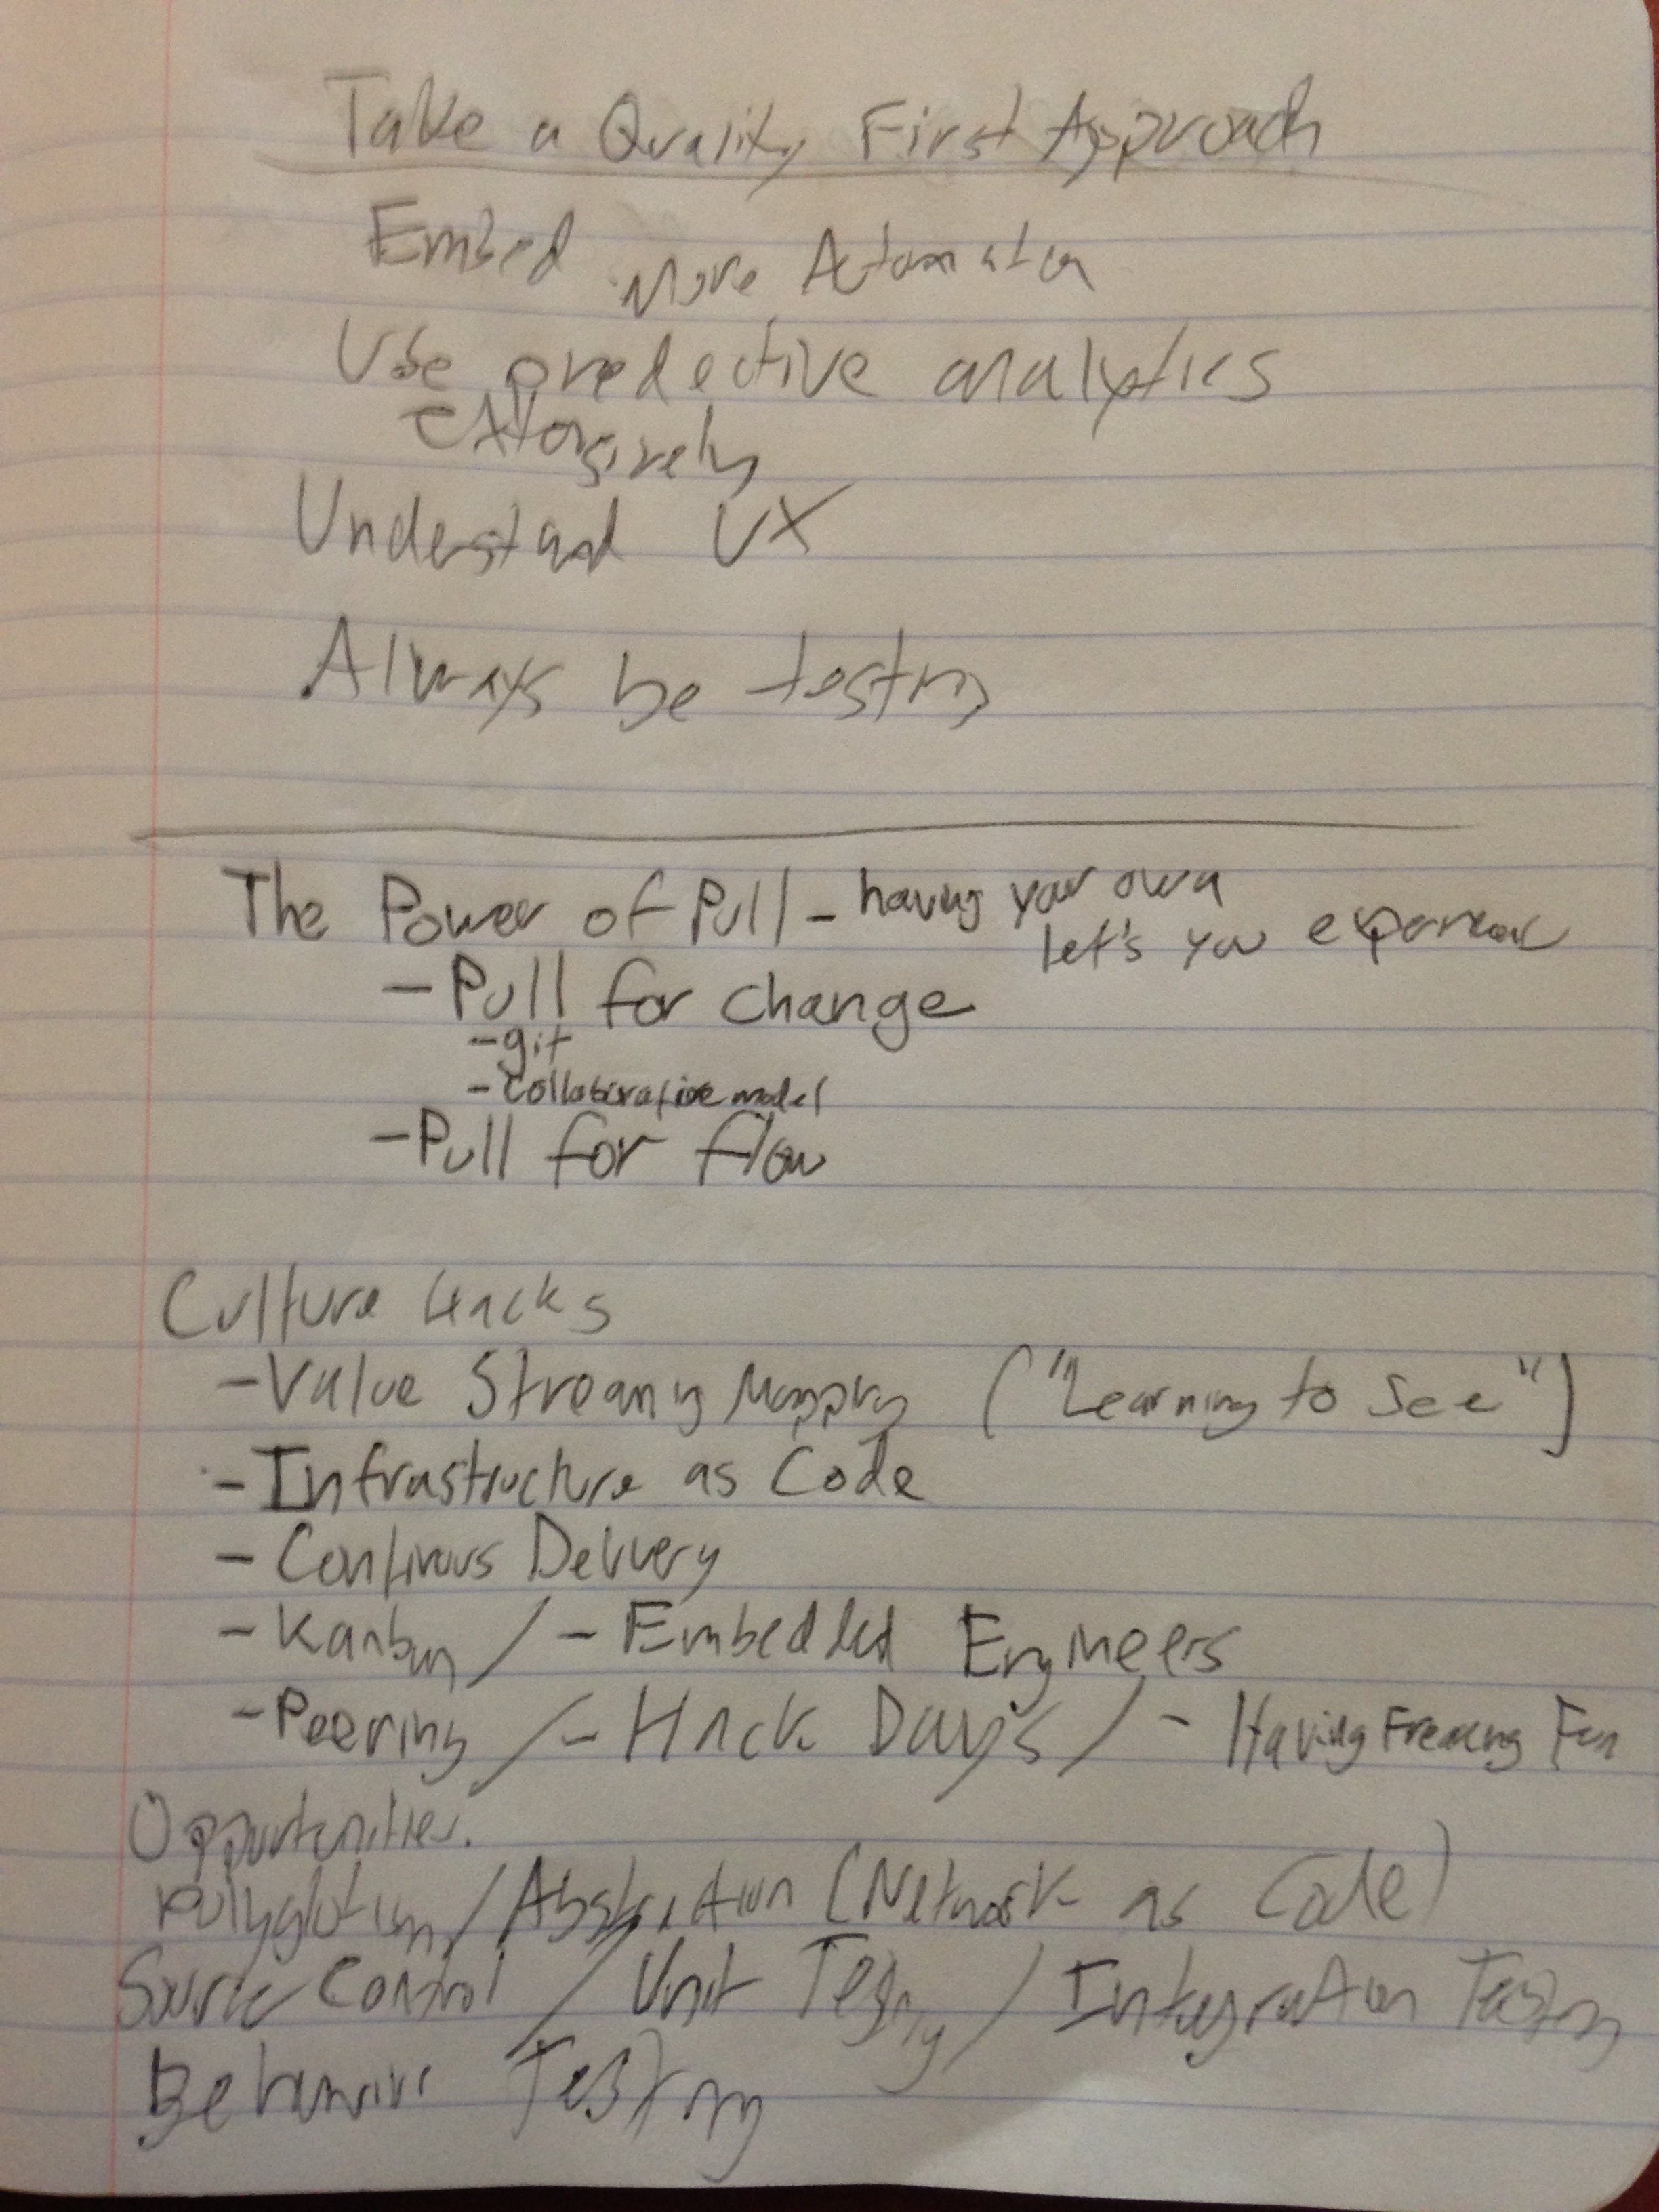 Take a Quality First Approach
Embed More Automation
Use predective analytics
extensively
Understand UX
Always be testing
The Power of Pull - having your own
let's you experience
- Pull for change
- git
- Collaborative model
- Pull for flow
Culture Hacks
- Value Streaming Mapping ("Learning to See")
- Infrastructure as Code
- Continous Delivery
- Kanban / - Embedded Engineers
- Peering / - Hack Days / - Having Freaking Fun
Opportunities.
Pollyglotism / Abstraction (Network as Code)
Source Control / Unit Testing / Integration Testing
Behavior Testing